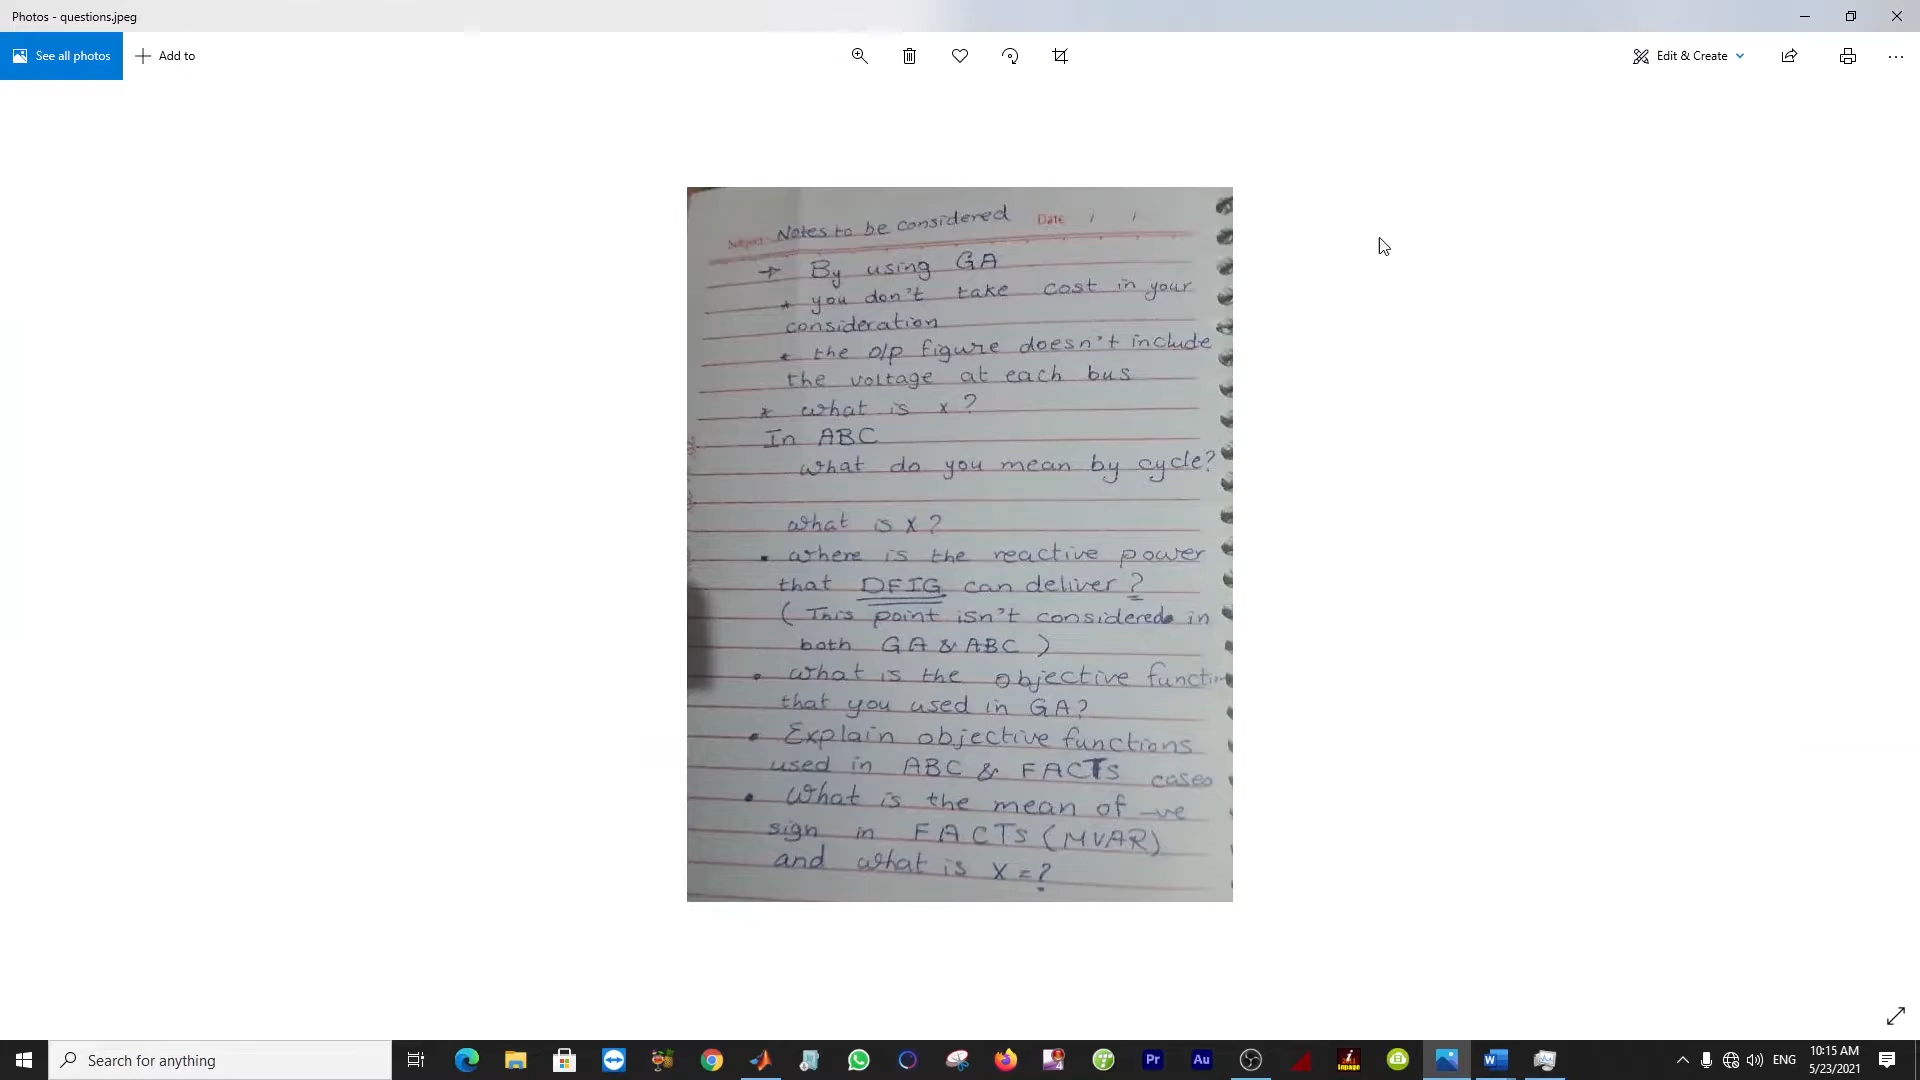 Photos - questions.jpeg
See all photos
Add to
Edit & Create
Notes to be considered Date / /
Subject:
→ By using GA
* you don't take cost in your
consideration
* the o/p figure doesn't include
the voltage at each bus
* what is x ?
In ABC
what do you mean by cycle?
what is x ?
• where is the reactive power
that DFIG can deliver ?
( This point isn't considered in
both GA & ABC )
• what is the objective functi
that you used in GA?
• Explain objective functions
used in ABC & FACTS cases
• What is the mean of -ve
sign in FACTS (MVAR)
and what is X = ?
Search for anything
Pr
Au
inpage
ENG
10:15 AM
5/23/2021